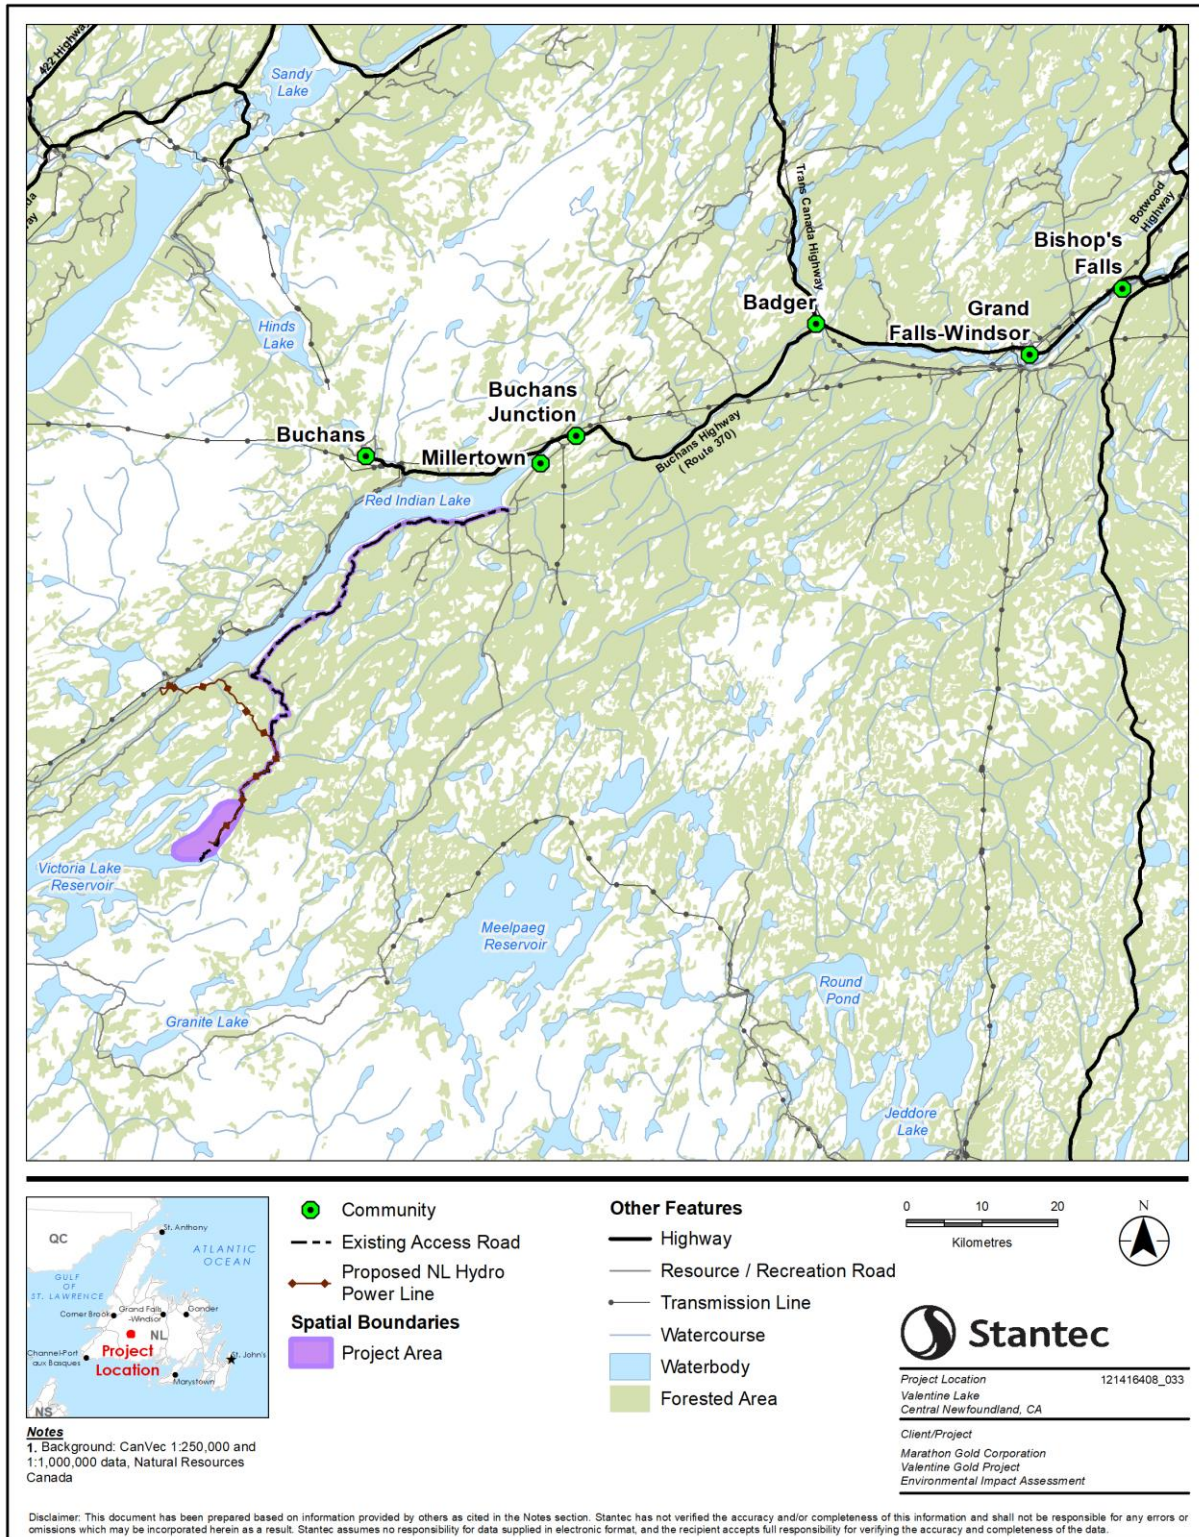 422 Highway
Sandy
Lake
Trans Canada Highway
Botwood
Highway
Bishop's
Falls
Badger
Grand
Falls-Windsor
Hinds
Lake
Buchans
Junction
Buchans
Millertown
Buchans Highway
(Route 370)
Red Indian Lake
Victoria Lake
Reservoir
Meelpaeg
Reservoir
Round
Pond
Granite Lake
Jeddore
Lake
QC
St. Anthony
ATLANTIC
OCEAN
GULF
OF
ST. LAWRENCE
Corner Brook
Grand Falls
-Windsor
Gander
NL
Project
Location
Channel-Port
aux Basques
St. John's
Marystown
NS
Community
Existing Access Road
Proposed NL Hydro
Power Line
Spatial Boundaries
Project Area
Other Features
Highway
Resource / Recreation Road
Transmission Line
Watercourse
Waterbody
Forested Area
0 10 20
Kilometres
N
Stantec
Project Location 121416408_033
Valentine Lake
Central Newfoundland, CA
Client/Project
Marathon Gold Corporation
Valentine Gold Project
Environmental Impact Assessment
Notes
1. Background: CanVec 1:250,000 and
1:1,000,000 data, Natural Resources
Canada
Disclaimer: This document has been prepared based on information provided by others as cited in the Notes section. Stantec has not verified the accuracy and/or completeness of this information and shall not be responsible for any errors or
omissions which may be incorporated herein as a result. Stantec assumes no responsibility for data supplied in electronic format, and the recipient accepts full responsibility for verifying the accuracy and completeness of the data.